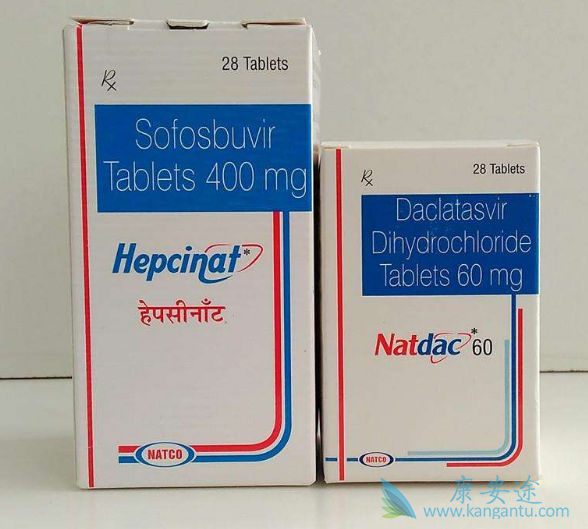 Rx
28 Tablets
Sofosbuvir
Tablets 400 mg
Hepcinat*
हेपसीनॉट
NATCO
Rx
28 Tablets
Daclatasvir
Dihydrochloride
Tablets 60 mg
Natdac* 60
NATCO
康安途
www.kangantu.com